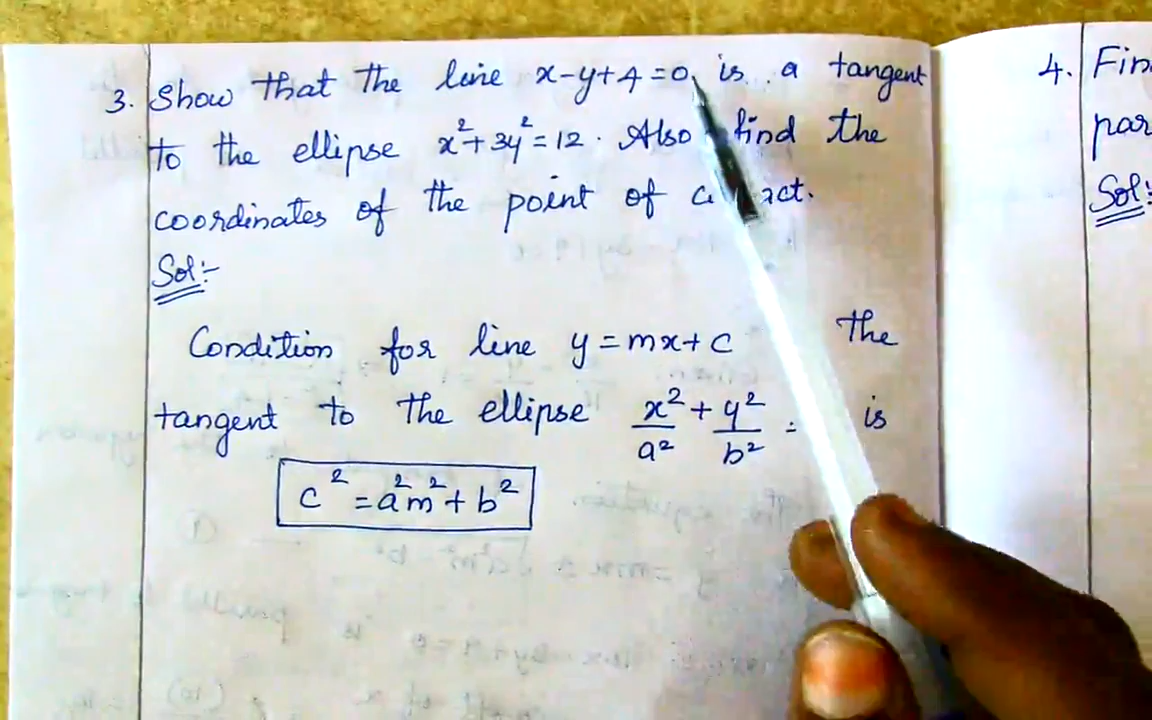 3. Show that the line x-y+4=0 is a tangent
to the ellipse x²+3y²=12. Also find the
coordinates of the point of
Sol:-
Condition for line y=mx+c the
tangent to the ellipse x²/a² + y²/b² = is
c²=a²m²+b²
4. Fin
par
Sol: